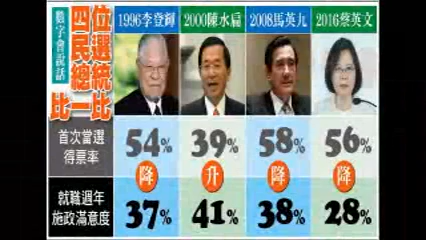 數字會說話
四民總一比
位選統比
1996李登輝
2000陳水扁
2008馬英九
2016蔡英文
首次當選
得票率
54%
39%
58%
56%
降
升
降
降
就職週年
施政滿意度
37%
41%
38%
28%